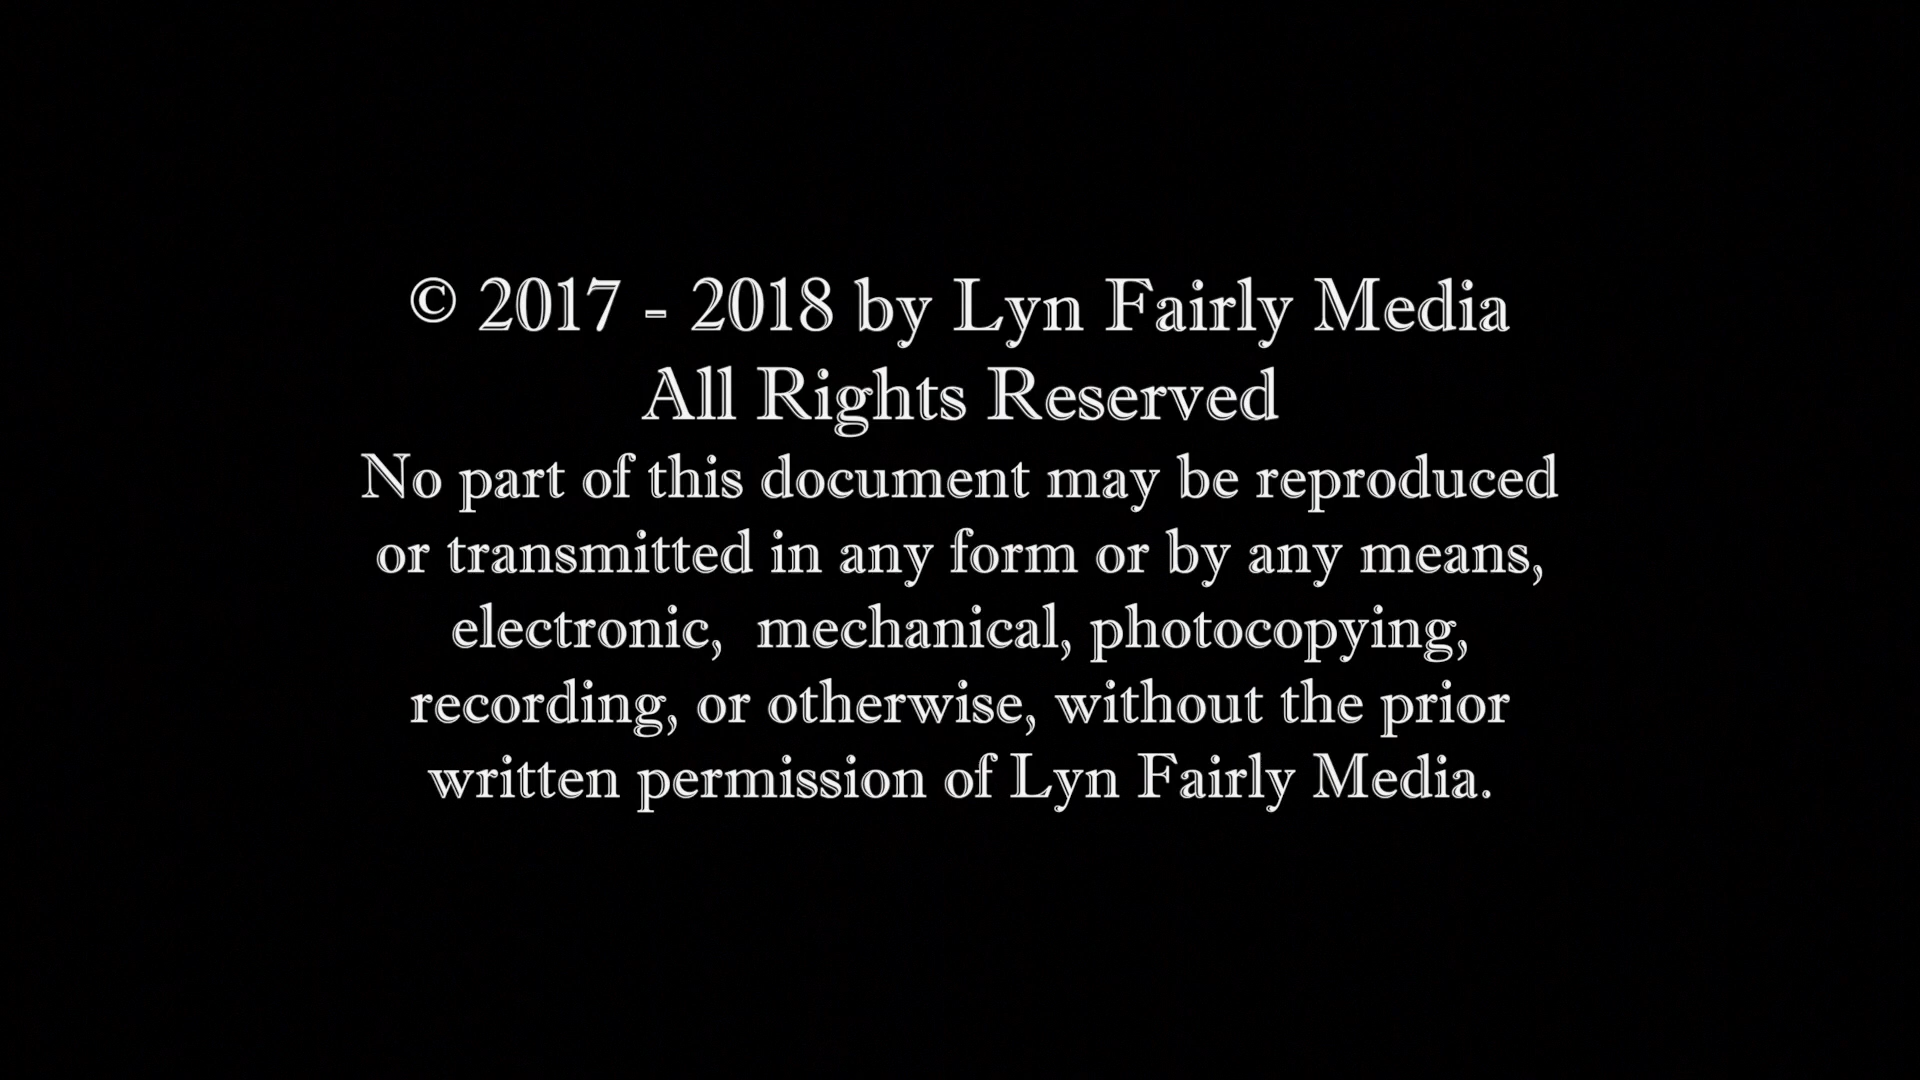 © 2017 - 2018 by Lyn Fairly Media
All Rights Reserved
No part of this document may be reproduced
or transmitted in any form or by any means,
electronic,  mechanical, photocopying,
recording, or otherwise, without the prior
written permission of Lyn Fairly Media.